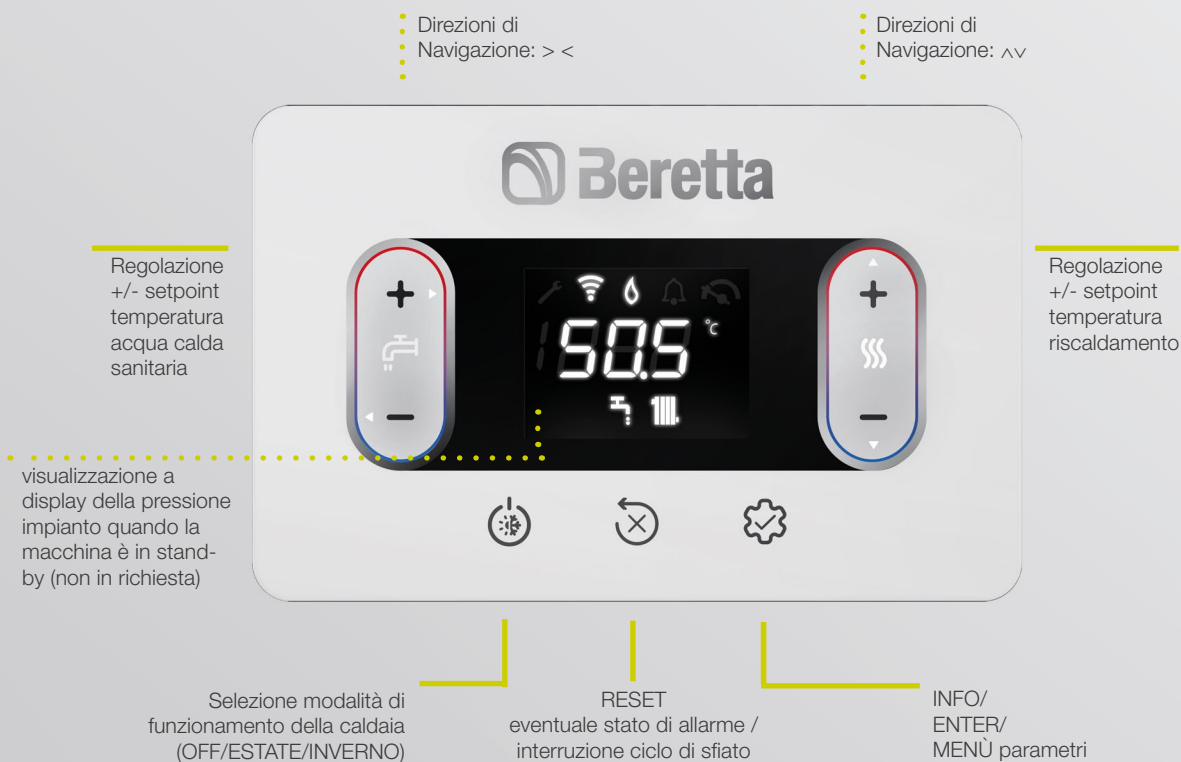 Direzioni di
Navigazione: > <
Direzioni di
Navigazione: ∧∨
Beretta
Regolazione
+/- setpoint
temperatura
acqua calda
sanitaria
+
−
50.5 °C
+
−
Regolazione
+/- setpoint
temperatura
riscaldamento
visualizzazione a
display della pressione
impianto quando la
macchina è in stand-
by (non in richiesta)
Selezione modalità di
funzionamento della caldaia
(OFF/ESTATE/INVERNO)
RESET
eventuale stato di allarme /
interruzione ciclo di sfiato
INFO/
ENTER/
MENÙ parametri